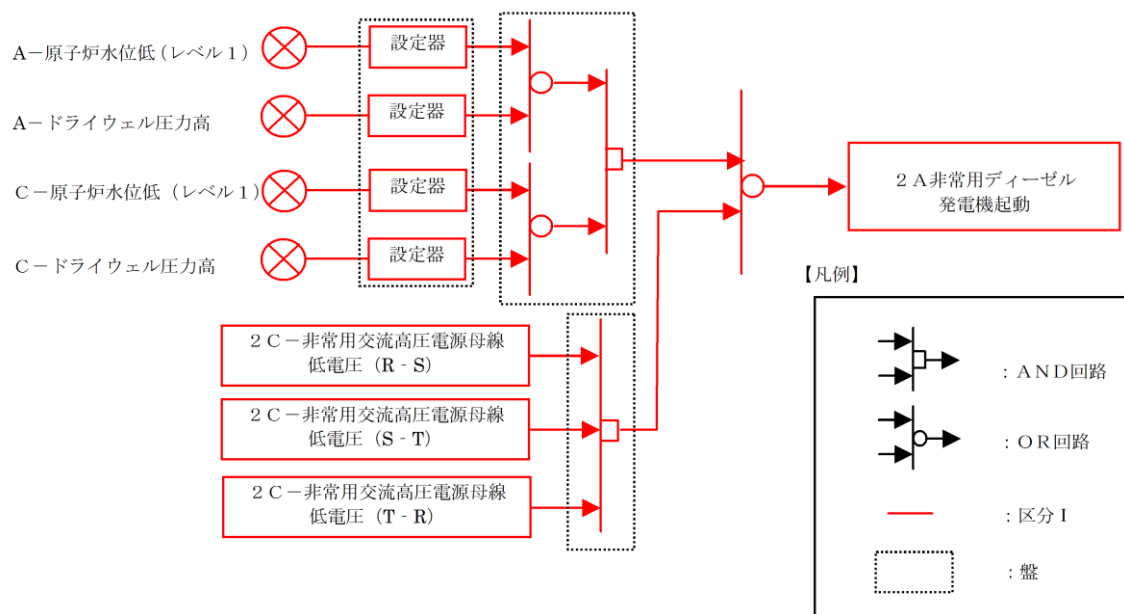 A-原子炉水位低(レベル1)
設定器
A-ドライウェル圧力高
設定器
C-原子炉水位低 (レベル1)
設定器
C-ドライウェル圧力高
設定器
2A非常用ディーゼル
発電機起動
2C-非常用交流高圧電源母線
低電圧 (R‐S)
2C-非常用交流高圧電源母線
低電圧 (S‐T)
2C-非常用交流高圧電源母線
低電圧 (T‐R)
【凡例】
:AND回路
:OR回路
:区分Ⅰ
:盤